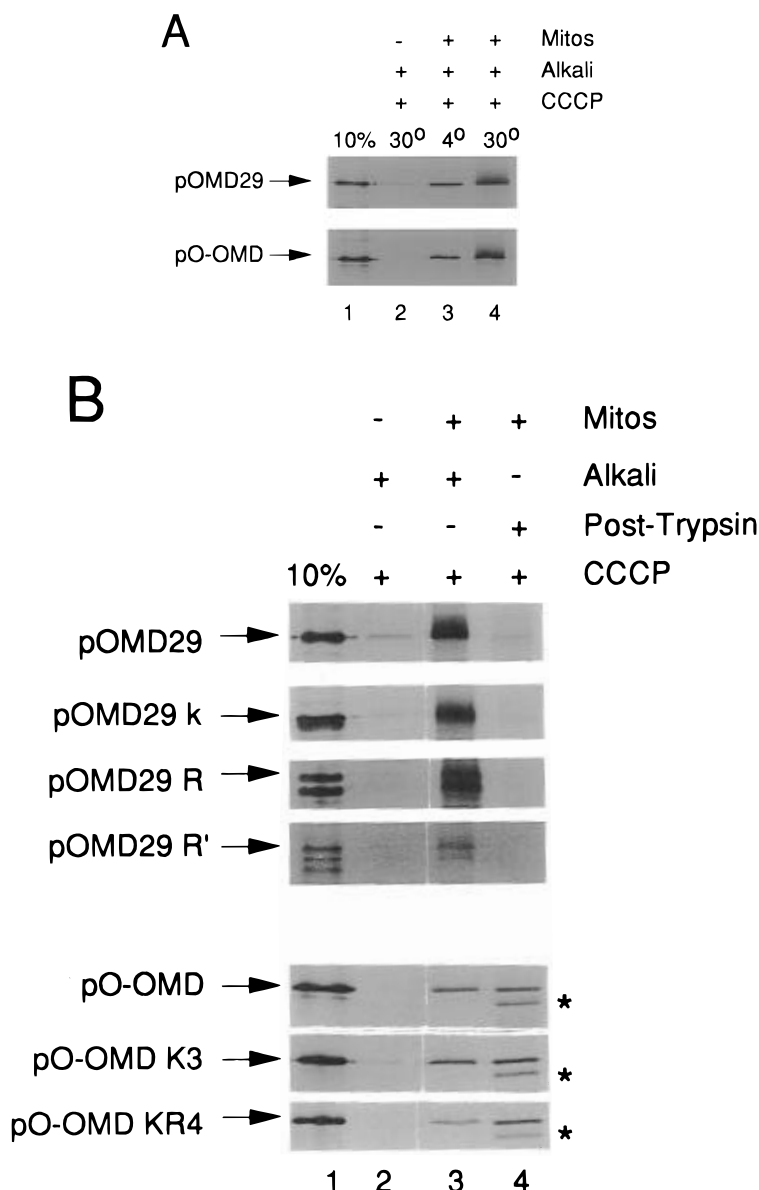 A
- + + Mitos
+ + + Alkali
+ + + CCCP
10% 30° 4° 30°
pOMD29
pO-OMD
1 2 3 4
B
- + + Mitos
+ + - Alkali
- - + Post-Trypsin
10% + + + CCCP
pOMD29
pOMD29 k
pOMD29 R
pOMD29 R'
pO-OMD *
pO-OMD K3 *
pO-OMD KR4 *
1 2 3 4